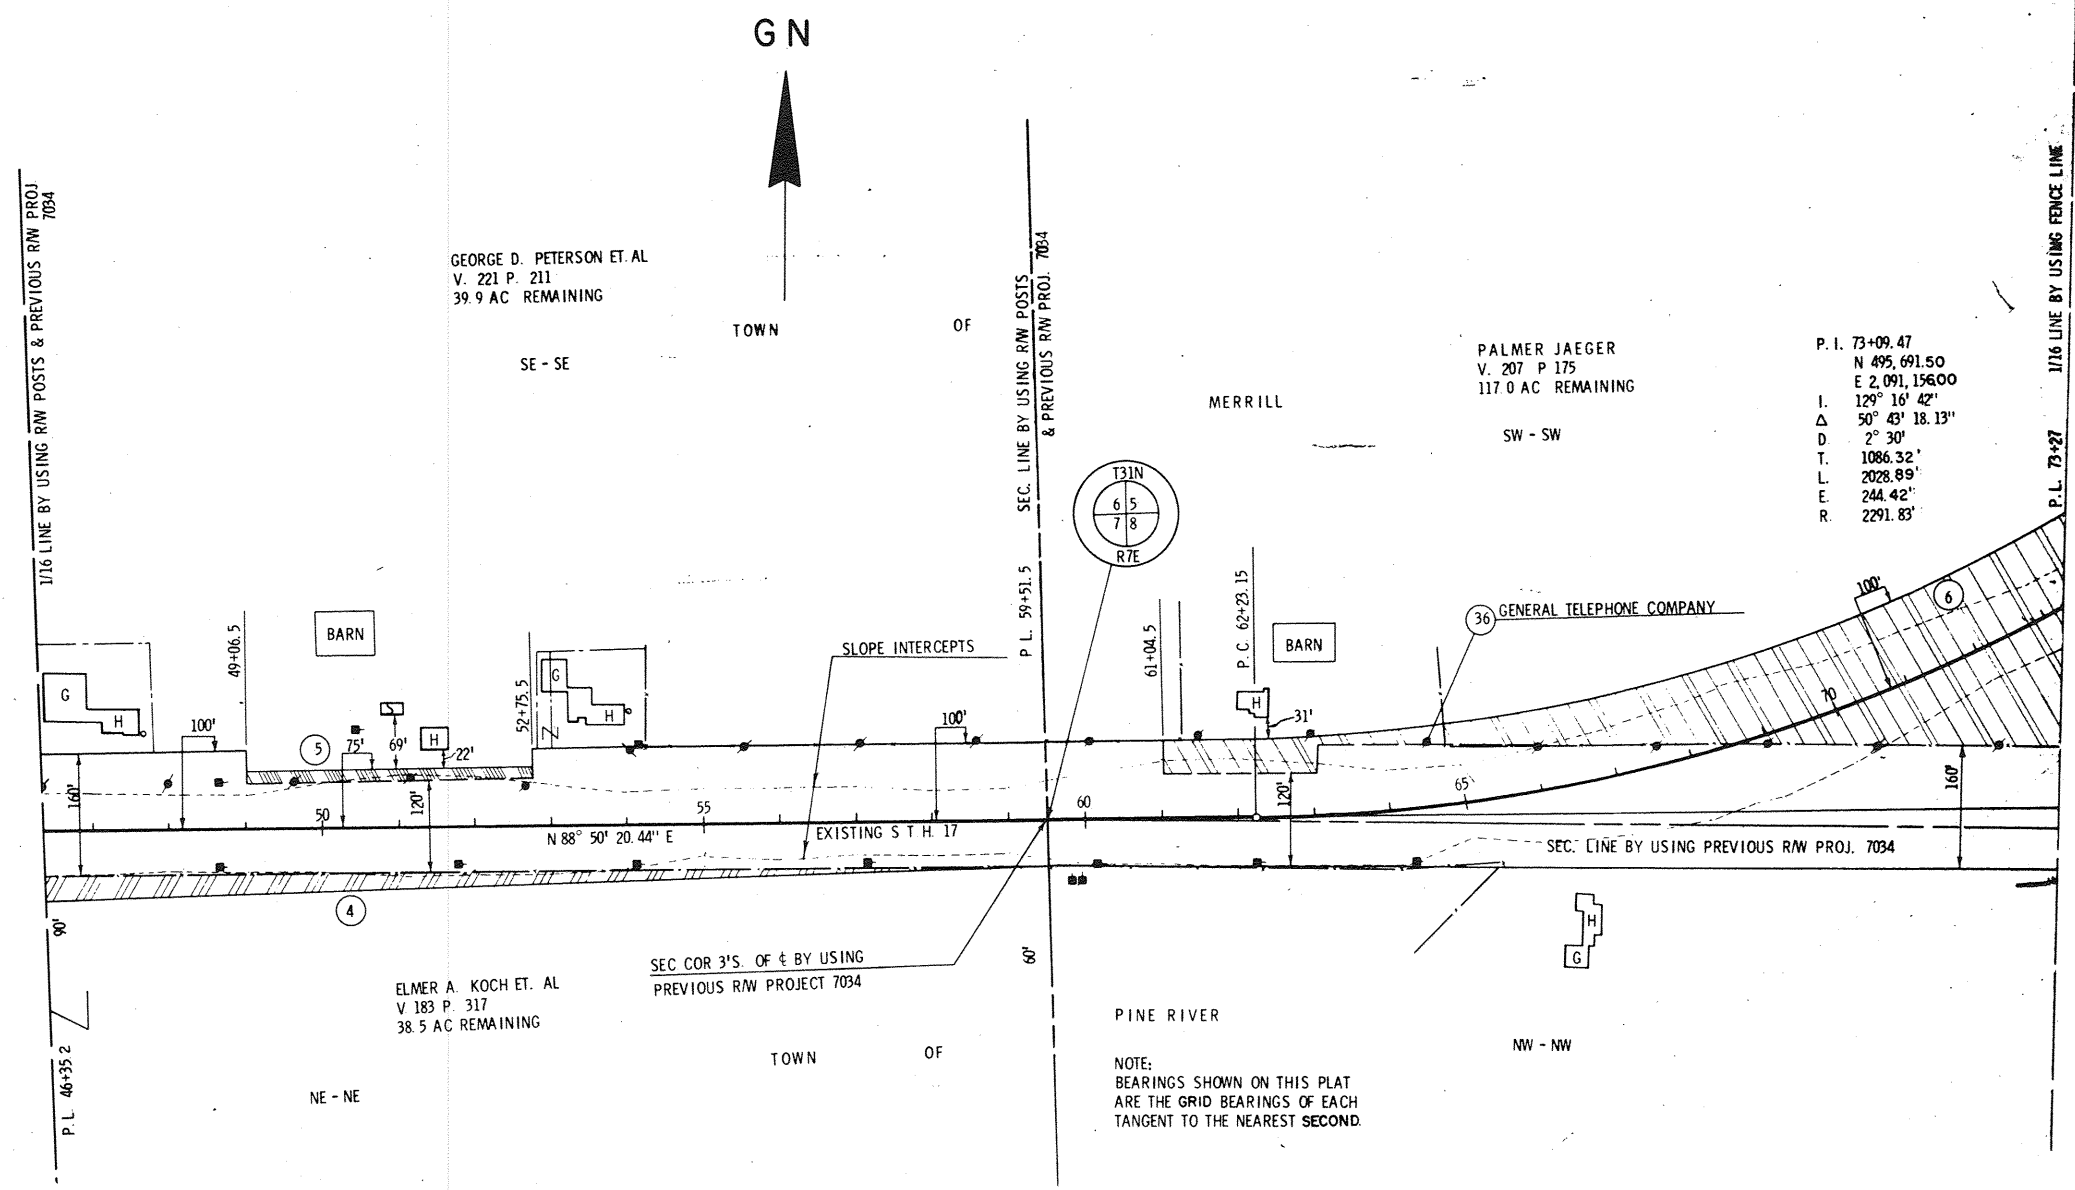 GN
1/16 LINE BY USING R/W POSTS & PREVIOUS R/W PROJ.
7034
GEORGE D. PETERSON ET. AL
V. 221 P. 211
39.9 AC REMAINING
TOWN OF
SE - SE
SEC. LINE BY USING R/W POSTS
& PREVIOUS R/W PROJ. 7034
P L. 59+51.5
MERRILL
PALMER JAEGER
V. 207 P 175
117.0 AC REMAINING
SW - SW
P. I. 73+09.47
N 495,691.50
E 2,091,156.00
I. 129° 16' 42"
Δ 50° 43' 18.13"
D. 2° 30'
T. 1086.32'
L. 2028.89'
E. 244.42'
R. 2291.83'
1/16 LINE BY USING FENCE LINE
P.L. 73+27
T31N
6 5
7 8
R7E
49+06.5
BARN
52+75.5
SLOPE INTERCEPTS
61+04.5
P.C. 62+23.15
BARN
36
GENERAL TELEPHONE COMPANY
100'
6
G
H
S
H
G
H
H
100'
5
75'
69'
22'
100'
31'
70
160'
120'
120'
160'
50
55
60
65
N 88° 50' 20.44" E
EXISTING S T H. 17
SEC. LINE BY USING PREVIOUS R/W PROJ. 7034
4
90'
60'
H
G
SEC COR 3'S. OF ℄ BY USING
PREVIOUS R/W PROJECT 7034
ELMER A. KOCH ET. AL
V 183 P. 317
38.5 AC REMAINING
PINE RIVER
TOWN OF
NW - NW
P.L. 46+35.2
NE - NE
NOTE:
BEARINGS SHOWN ON THIS PLAT
ARE THE GRID BEARINGS OF EACH
TANGENT TO THE NEAREST SECOND.